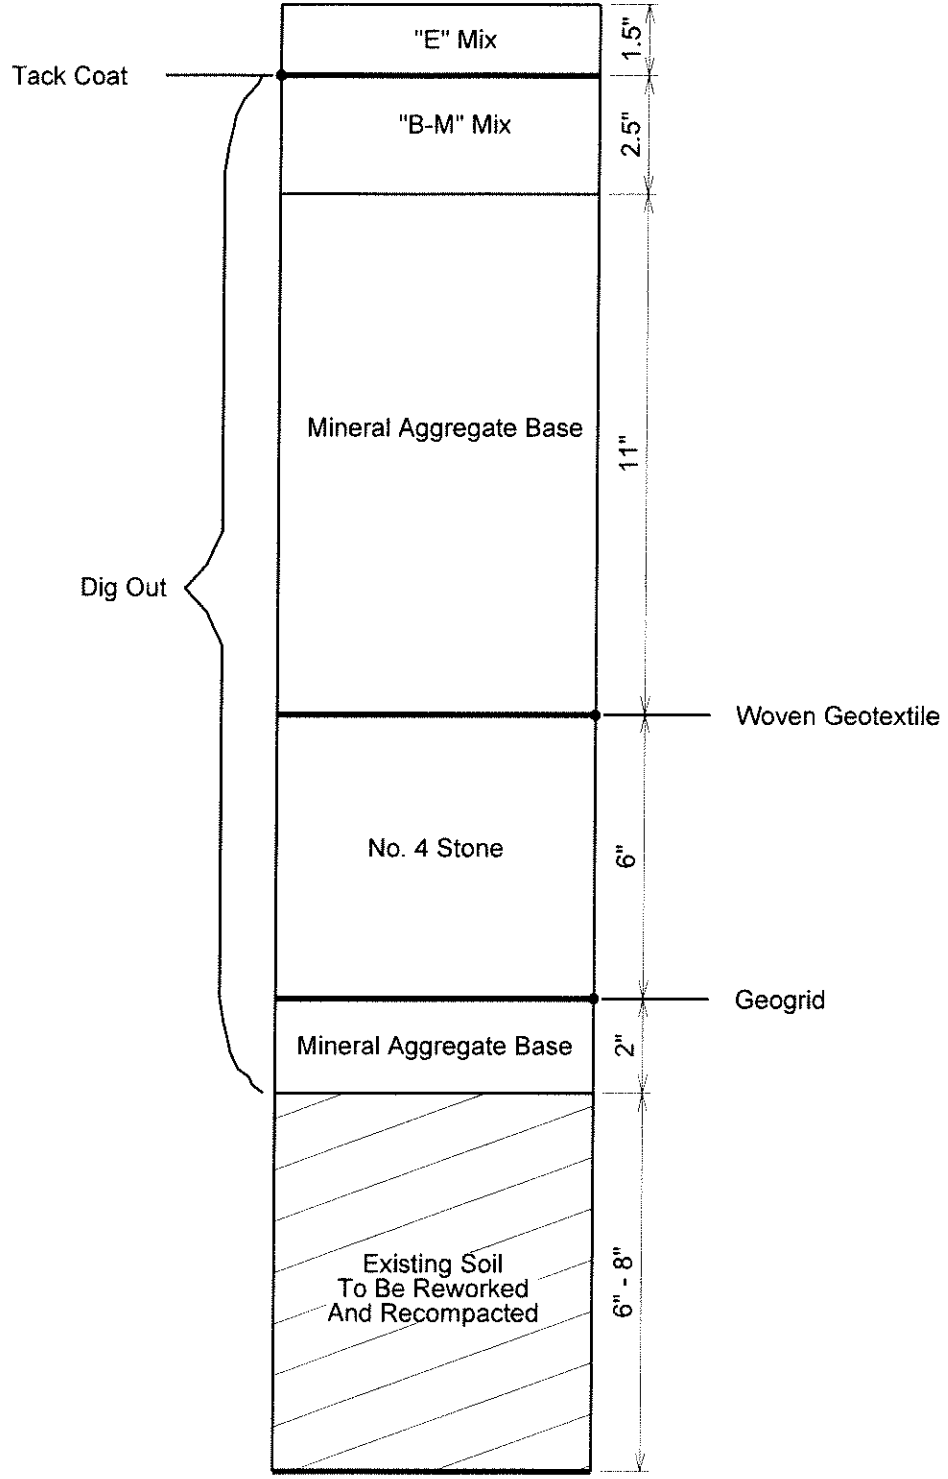 "E" Mix
1.5"
Tack Coat
"B-M" Mix
2.5"
Mineral Aggregate Base
11"
Dig Out
Woven Geotextile
No. 4 Stone
6"
Geogrid
Mineral Aggregate Base
2"
Existing Soil
To Be Reworked
And Recompacted
6" - 8"